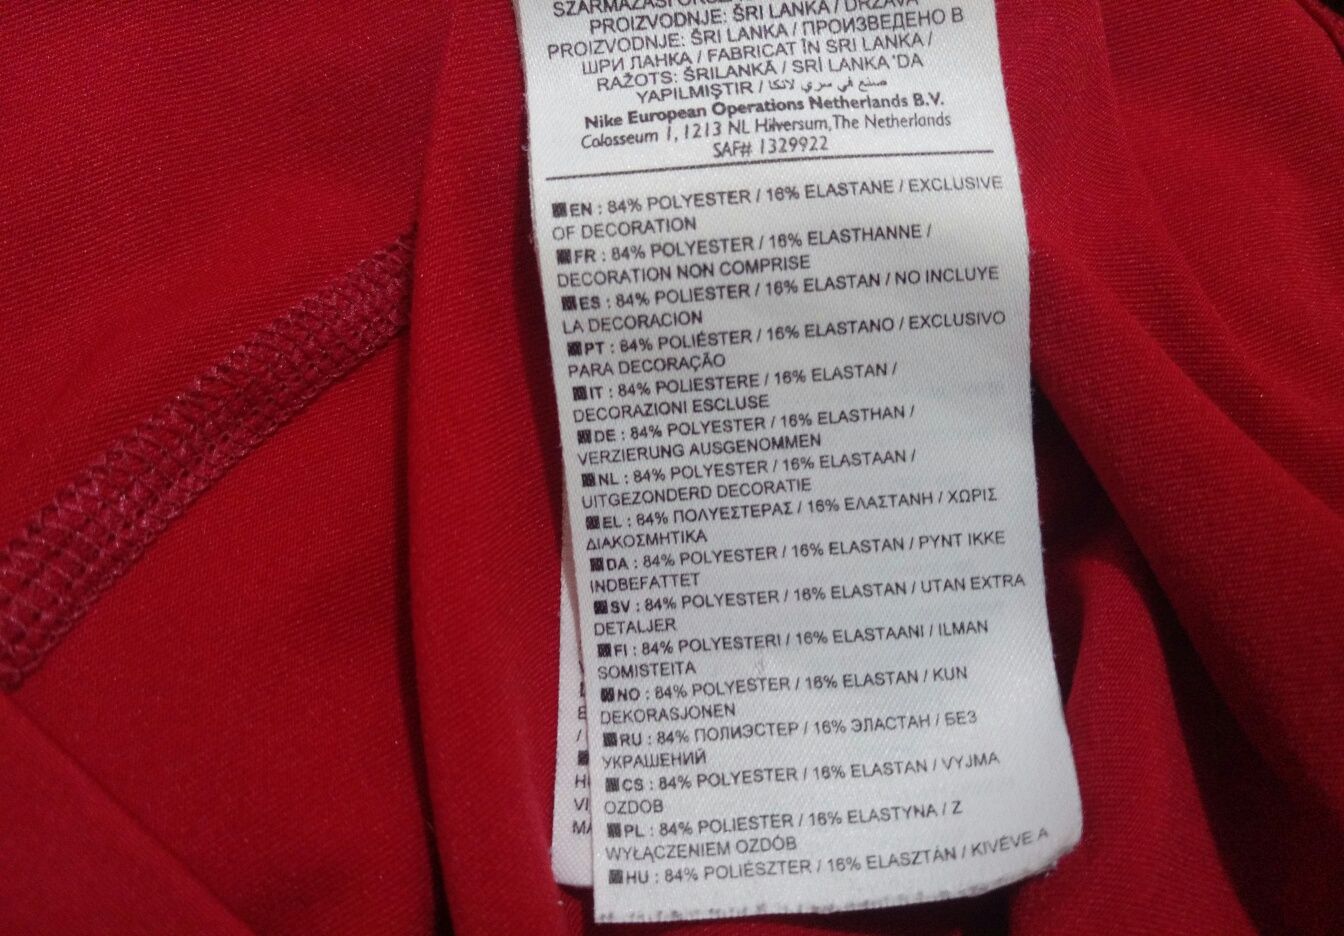 PROIZVODNJE: ŠRI LANKA / DRŽAVA
PROIZVODNJE: ŠRI LANKA / ПРОИЗВЕДЕНО В
ШРИ ЛАНКА / FABRICAT ÎN SRI LANKA /
RAŽOTS: ŠRILANKĀ / SRİ LANKA 'DA
YAPILMIŞTIR / صنع في سري لانكا
Nike European Operations Netherlands B.V.
Colosseum 1, 1213 NL Hilversum, The Netherlands
SAF# 1329922
EN : 84% POLYESTER / 16% ELASTANE / EXCLUSIVE
OF DECORATION
FR : 84% POLYESTER / 16% ELASTHANNE /
DECORATION NON COMPRISE
ES : 84% POLIESTER / 16% ELASTAN / NO INCLUYE
LA DECORACION
PT : 84% POLIÉSTER / 16% ELASTANO / EXCLUSIVO
PARA DECORAÇÃO
IT : 84% POLIESTERE / 16% ELASTAN /
DECORAZIONI ESCLUSE
DE : 84% POLYESTER / 16% ELASTHAN /
VERZIERUNG AUSGENOMMEN
NL : 84% POLYESTER / 16% ELASTAAN /
UITGEZONDERD DECORATIE
EL : 84% ΠΟΛΥΕΣΤΕΡΑΣ / 16% ΕΛΑΣΤΑΝΗ / ΧΩΡΙΣ
ΔΙΑΚΟΣΜΗΤΙΚΑ
DA : 84% POLYESTER / 16% ELASTAN / PYNT IKKE
INDBEFATTET
SV : 84% POLYESTER / 16% ELASTAN / UTAN EXTRA
DETALJER
FI : 84% POLYESTERI / 16% ELASTAANI / ILMAN
SOMISTEITA
NO : 84% POLYESTER / 16% ELASTAN / KUN
DEKORASJONEN
RU : 84% ПОЛИЭСТЕР / 16% ЭЛАСТАН / БЕЗ
УКРАШЕНИЙ
CS : 84% POLYESTER / 16% ELASTAN / VYJMA
OZDOB
PL : 84% POLIESTER / 16% ELASTYNA / Z
WYŁĄCZENIEM OZDÓB
HU : 84% POLIÉSZTER / 16% ELASZTÁN / KIVÉVE A